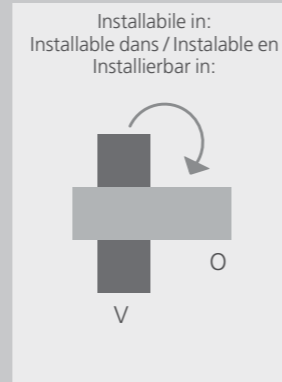 Installabile in:
Installable dans / Instalable en
Installierbar in:
O
V